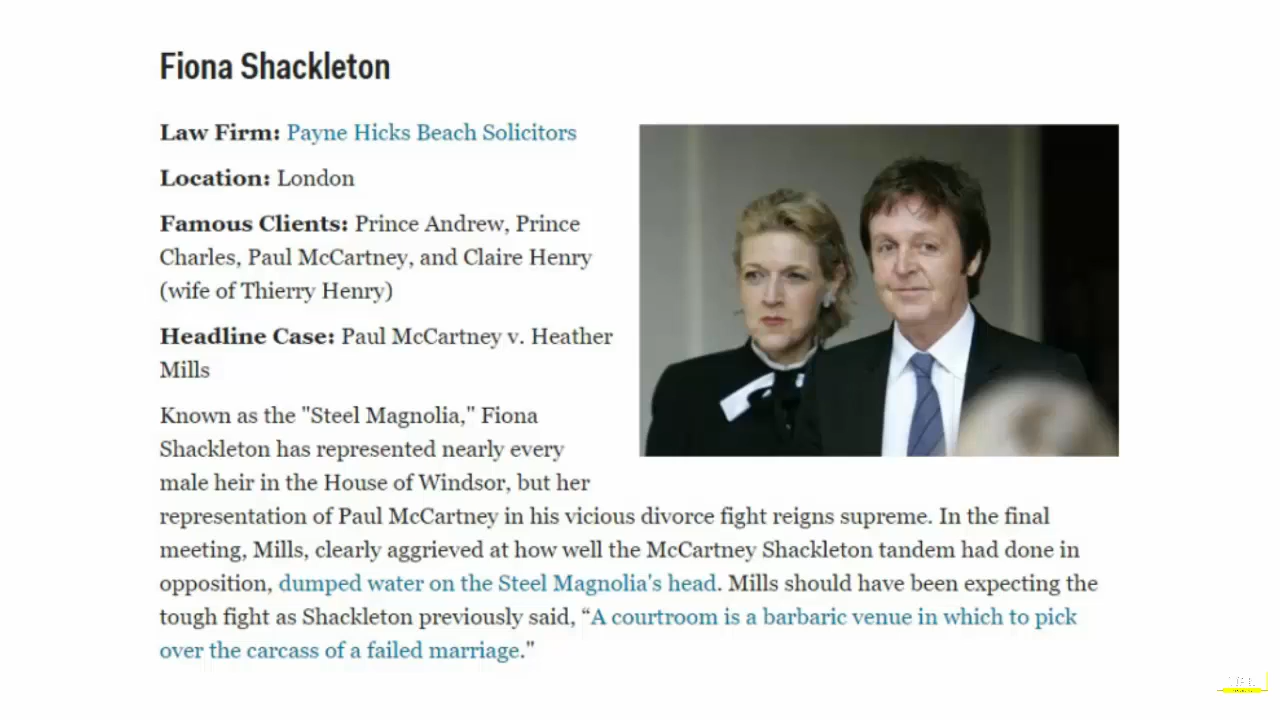 Fiona Shackleton
Law Firm: Payne Hicks Beach Solicitors
Location: London
Famous Clients: Prince Andrew, Prince
Charles, Paul McCartney, and Claire Henry
(wife of Thierry Henry)
Headline Case: Paul McCartney v. Heather
Mills
Known as the "Steel Magnolia," Fiona
Shackleton has represented nearly every
male heir in the House of Windsor, but her
representation of Paul McCartney in his vicious divorce fight reigns supreme. In the final
meeting, Mills, clearly aggrieved at how well the McCartney Shackleton tandem had done in
opposition, dumped water on the Steel Magnolia's head. Mills should have been expecting the
tough fight as Shackleton previously said, “A courtroom is a barbaric venue in which to pick
over the carcass of a failed marriage."